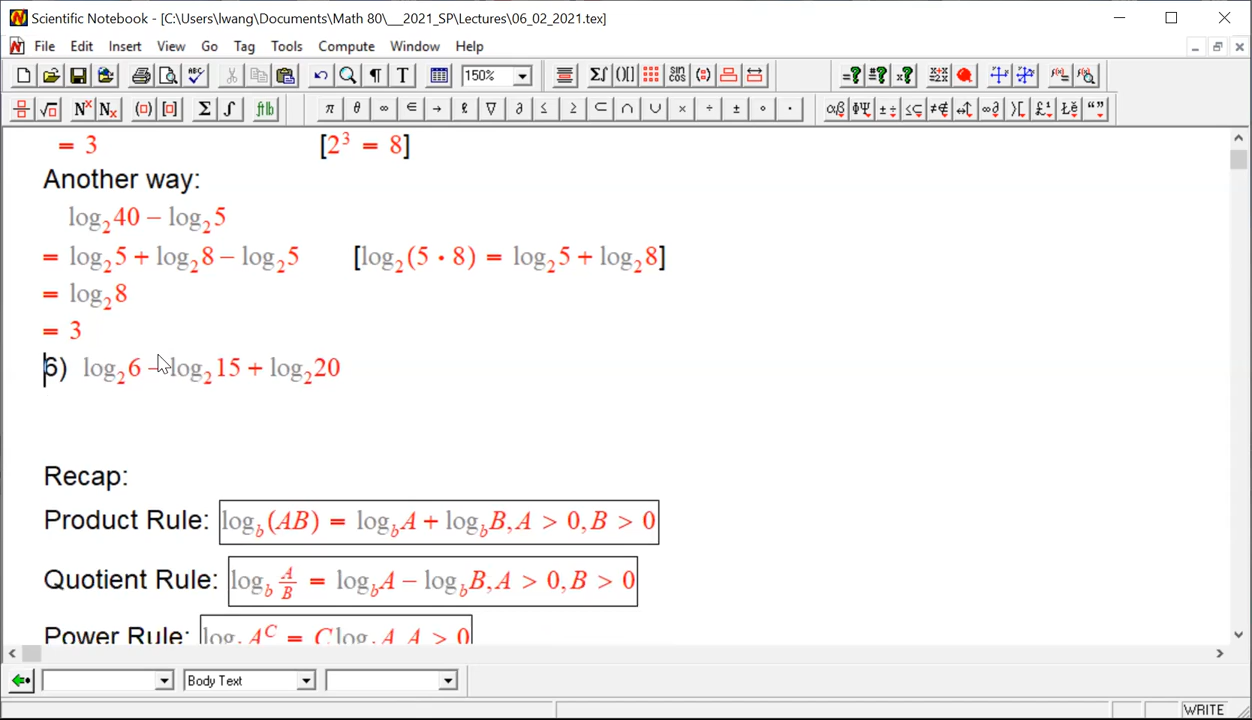 Scientific Notebook - [C:\Users\lwang\Documents\Math 80\__2021_SP\Lectures\06_02_2021.tex]
File Edit Insert View Go Tag Tools Compute Window Help
150%
= 3 [2³ = 8]
Another way:
log₂40 − log₂5
= log₂5 + log₂8 − log₂5 [log₂(5 • 8) = log₂5 + log₂8]
= log₂8
= 3
6) log₂6 − log₂15 + log₂20
Recap:
Product Rule: log_b(AB) = log_bA + log_bB, A > 0, B > 0
Quotient Rule: log_b A/B = log_bA − log_bB, A > 0, B > 0
Power Rule: log_bA^C = C log_bA, A > 0
Body Text
WRITE